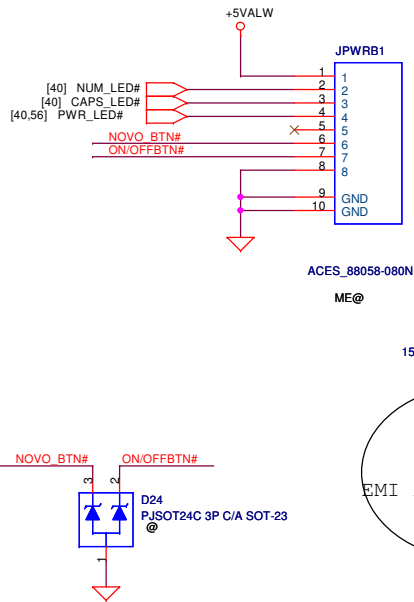 +5VALW
JPWRB1
[40] NUM_LED#
[40] CAPS_LED#
[40,56] PWR_LED#
NOVO_BTN#
ON/OFFBTN#
1 1
2 2
3 3
4 4
5 5
6 6
7 7
8 8
9 GND
10 GND
ACES_88058-080N
ME@
15
NOVO_BTN# ON/OFFBTN#
3 2
D24
PJSOT24C 3P C/A SOT-23
@
1
EMI